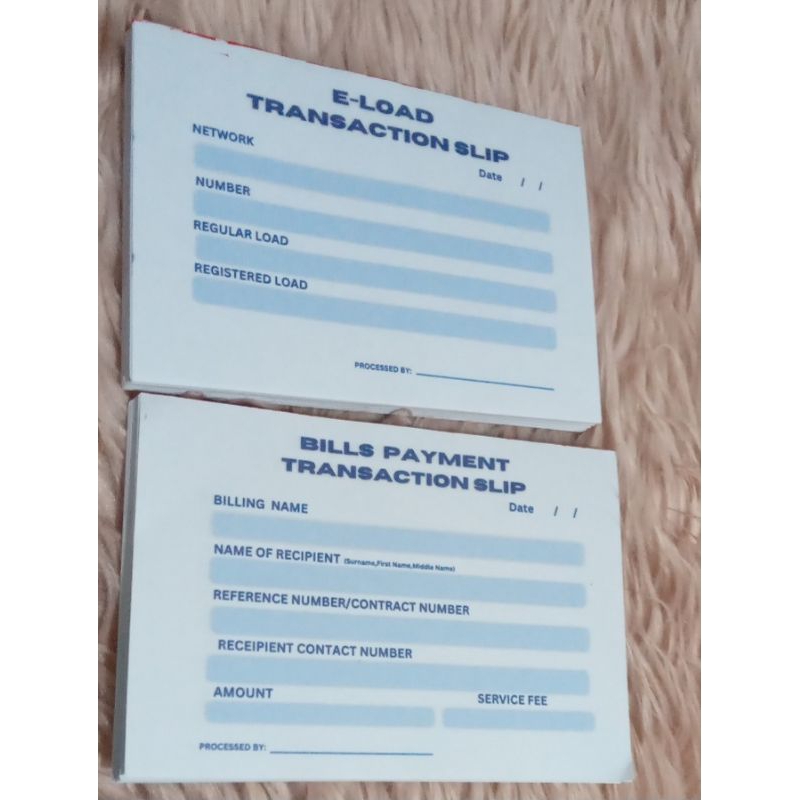 E-LOAD
TRANSACTION SLIP
NETWORK
Date / /
NUMBER
REGULAR LOAD
REGISTERED LOAD
PROCESSED BY:
BILLS PAYMENT
TRANSACTION SLIP
BILLING NAME
Date / /
NAME OF RECIPIENT (Surname,First Name,Middle Name)
REFERENCE NUMBER/CONTRACT NUMBER
RECEIPIENT CONTACT NUMBER
AMOUNT SERVICE FEE
PROCESSED BY: